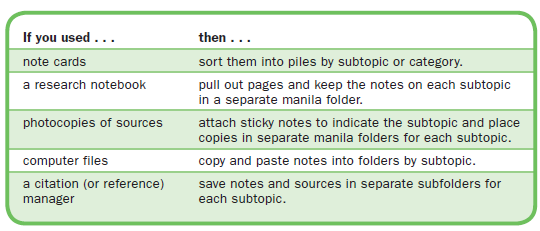 If you used . . . then . . .
note cards sort them into piles by subtopic or category.
a research notebook pull out pages and keep the notes on each subtopic
in a separate manila folder.
photocopies of sources attach sticky notes to indicate the subtopic and place
copies in separate manila folders for each subtopic.
computer files copy and paste notes into folders by subtopic.
a citation (or reference) save notes and sources in separate subfolders for
manager each subtopic.